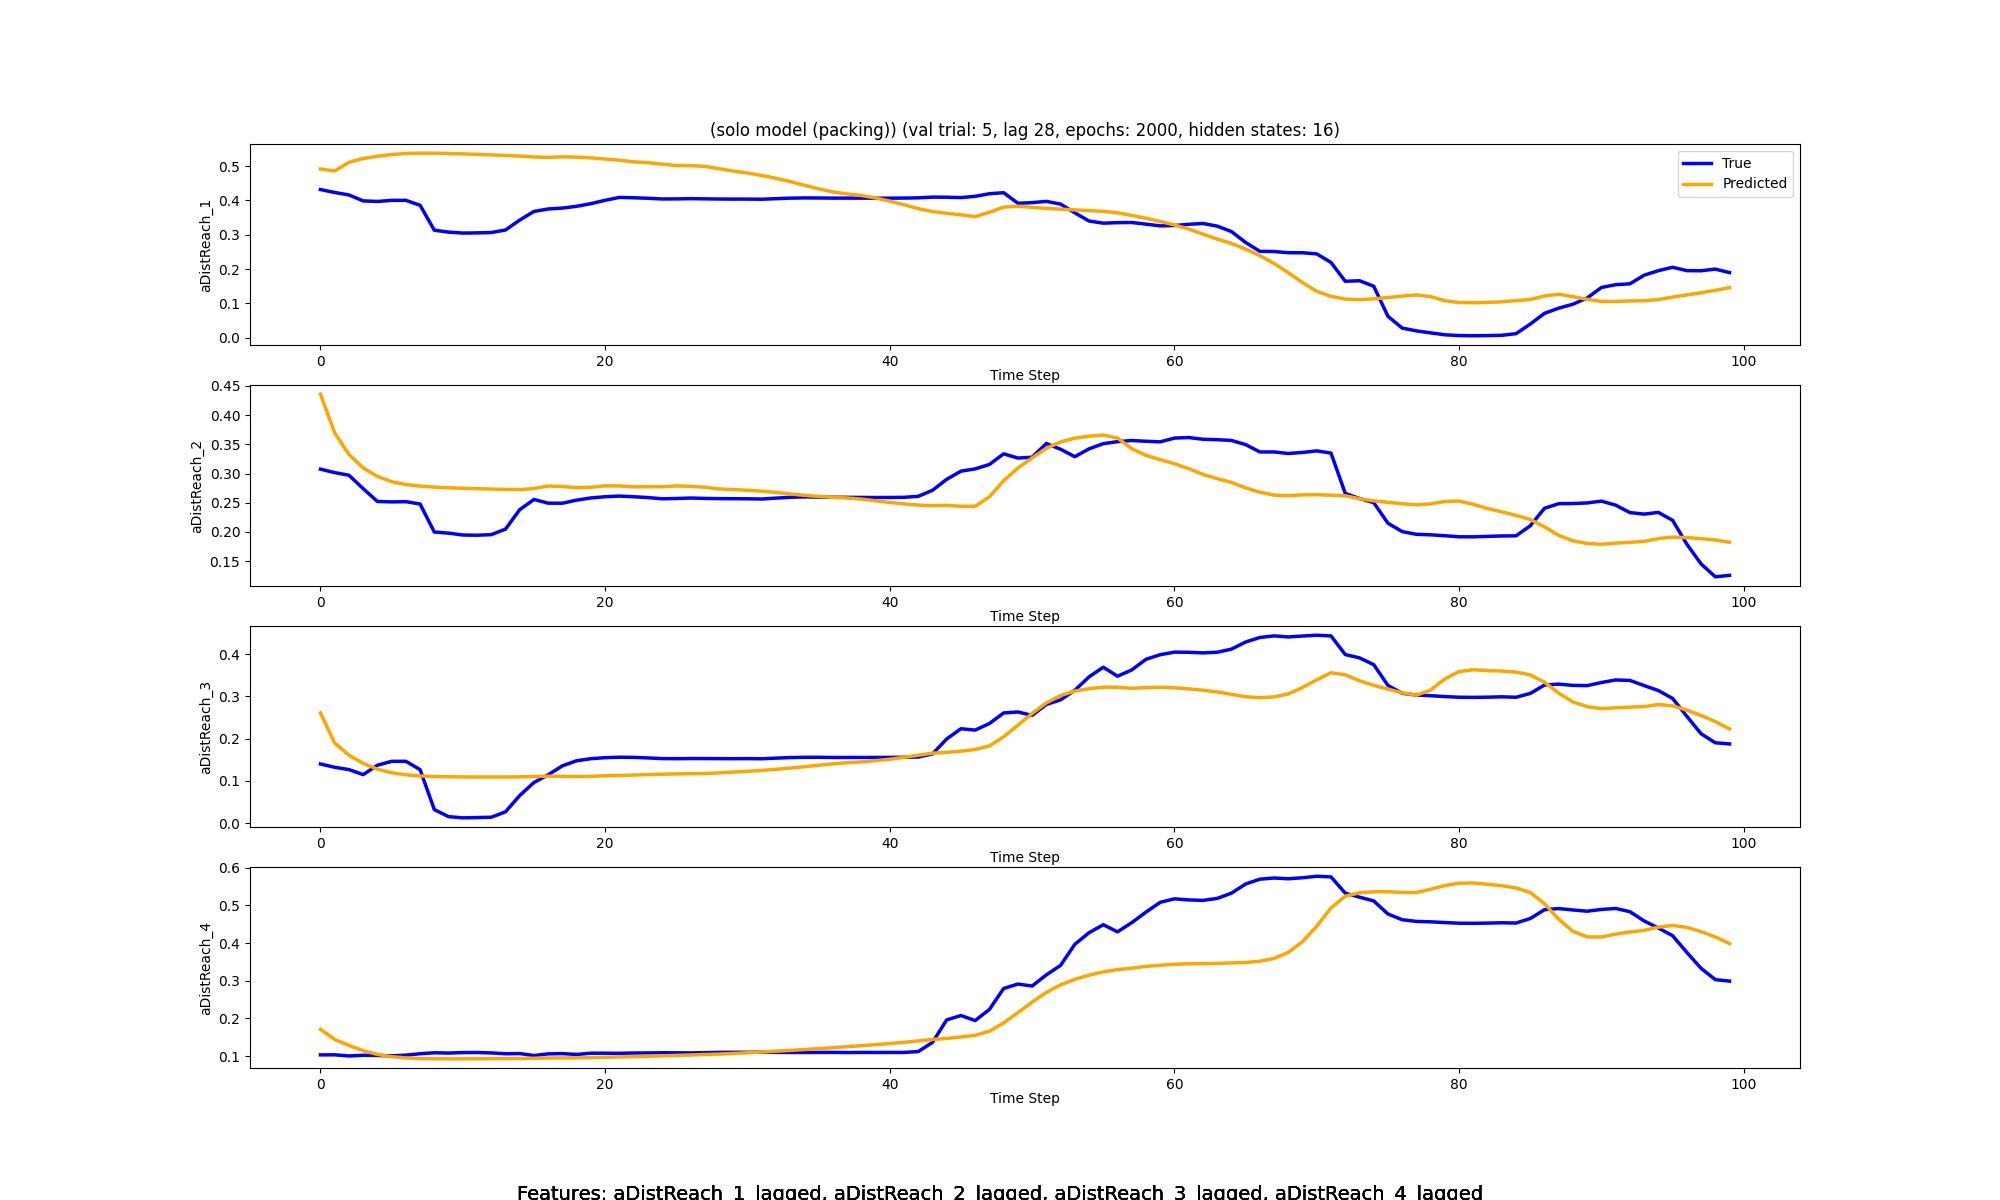 (solo model (packing)) (val trial: 5, lag 28, epochs: 2000, hidden states: 16)
True
Predicted
aDistReach_1
0.5
0.4
0.3
0.2
0.1
0.0
0 20 40 60 80 100
Time Step
aDistReach_2
0.45
0.40
0.35
0.30
0.25
0.20
0.15
0 20 40 60 80 100
Time Step
aDistReach_3
0.4
0.3
0.2
0.1
0.0
0 20 40 60 80 100
Time Step
aDistReach_4
0.6
0.5
0.4
0.3
0.2
0.1
0 20 40 60 80 100
Time Step
Features: aDistReach_1_lagged, aDistReach_2_lagged, aDistReach_3_lagged, aDistReach_4_lagged